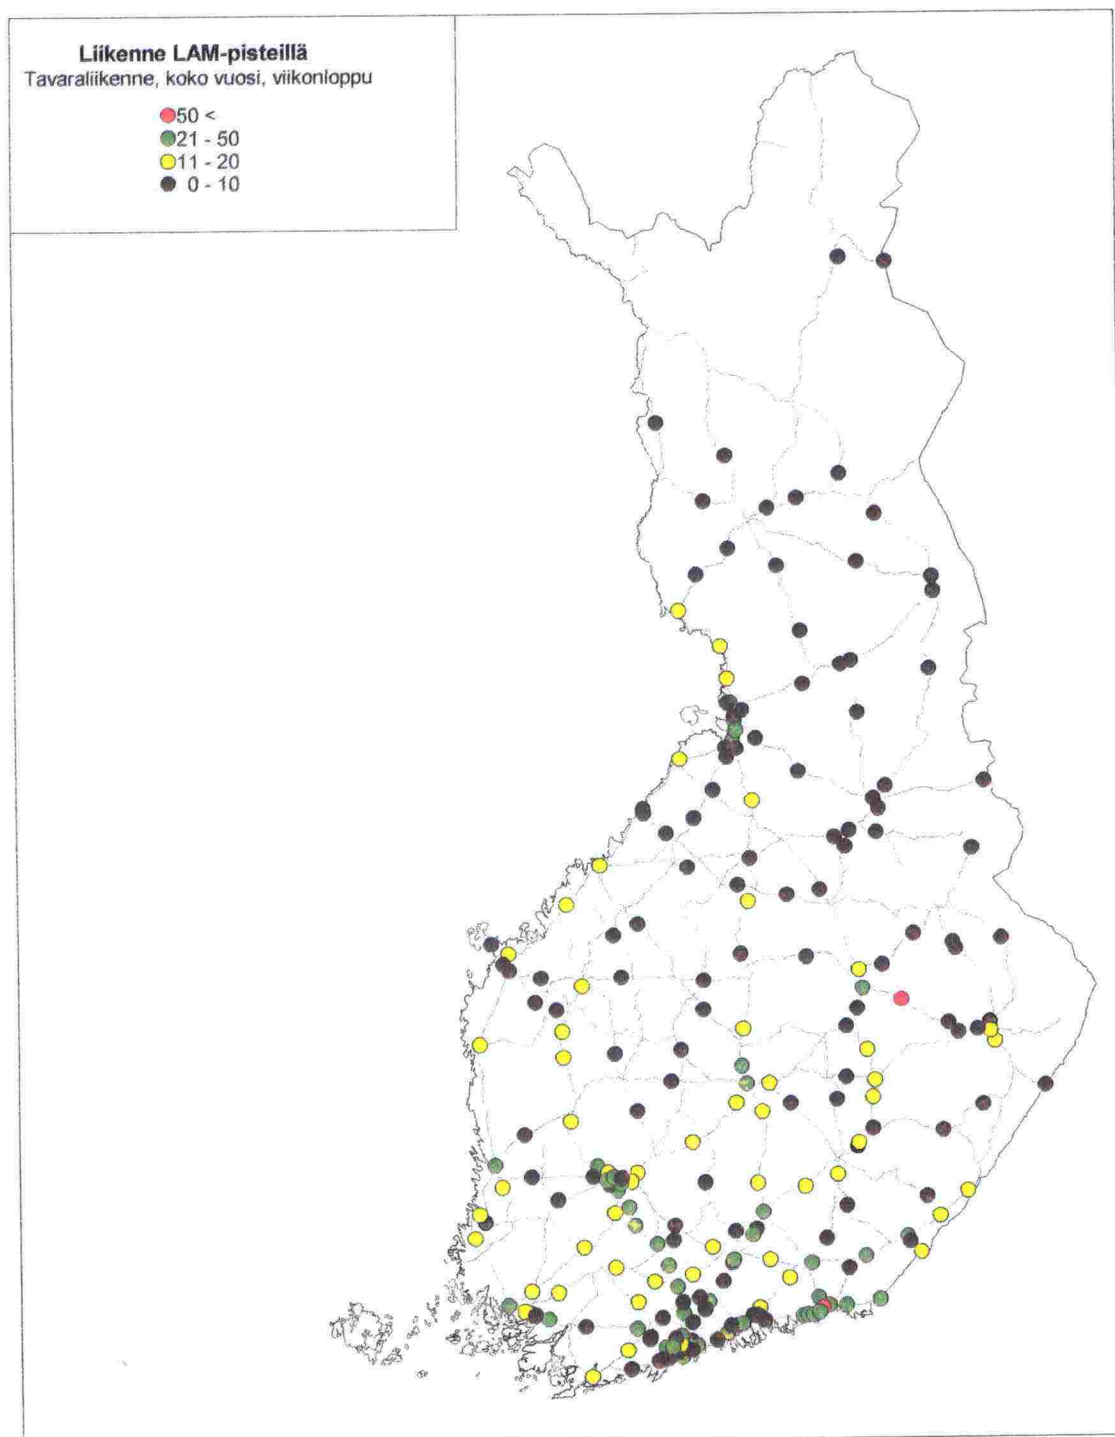 Liikenne LAM-pisteillä
Tavaraliikenne, koko vuosi, viikonloppu
50 <
21 - 50
11 - 20
0 - 10